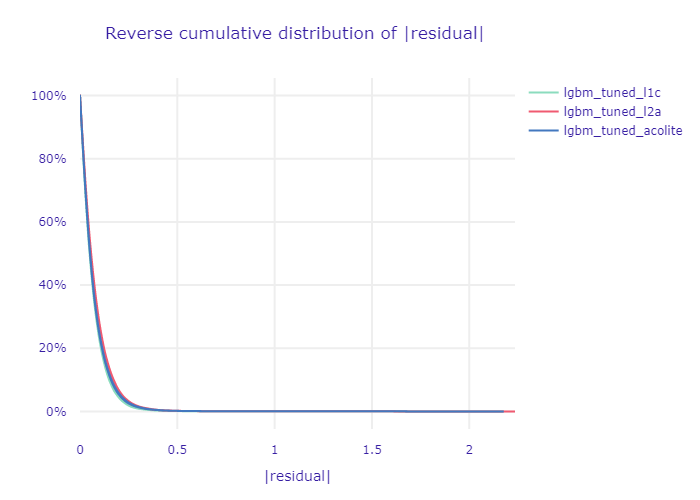 Reverse cumulative distribution of |residual|
100%
80%
60%
40%
20%
0%
0
0.5
1
1.5
2
|residual|
lgbm_tuned_l1c
lgbm_tuned_l2a
lgbm_tuned_acolite